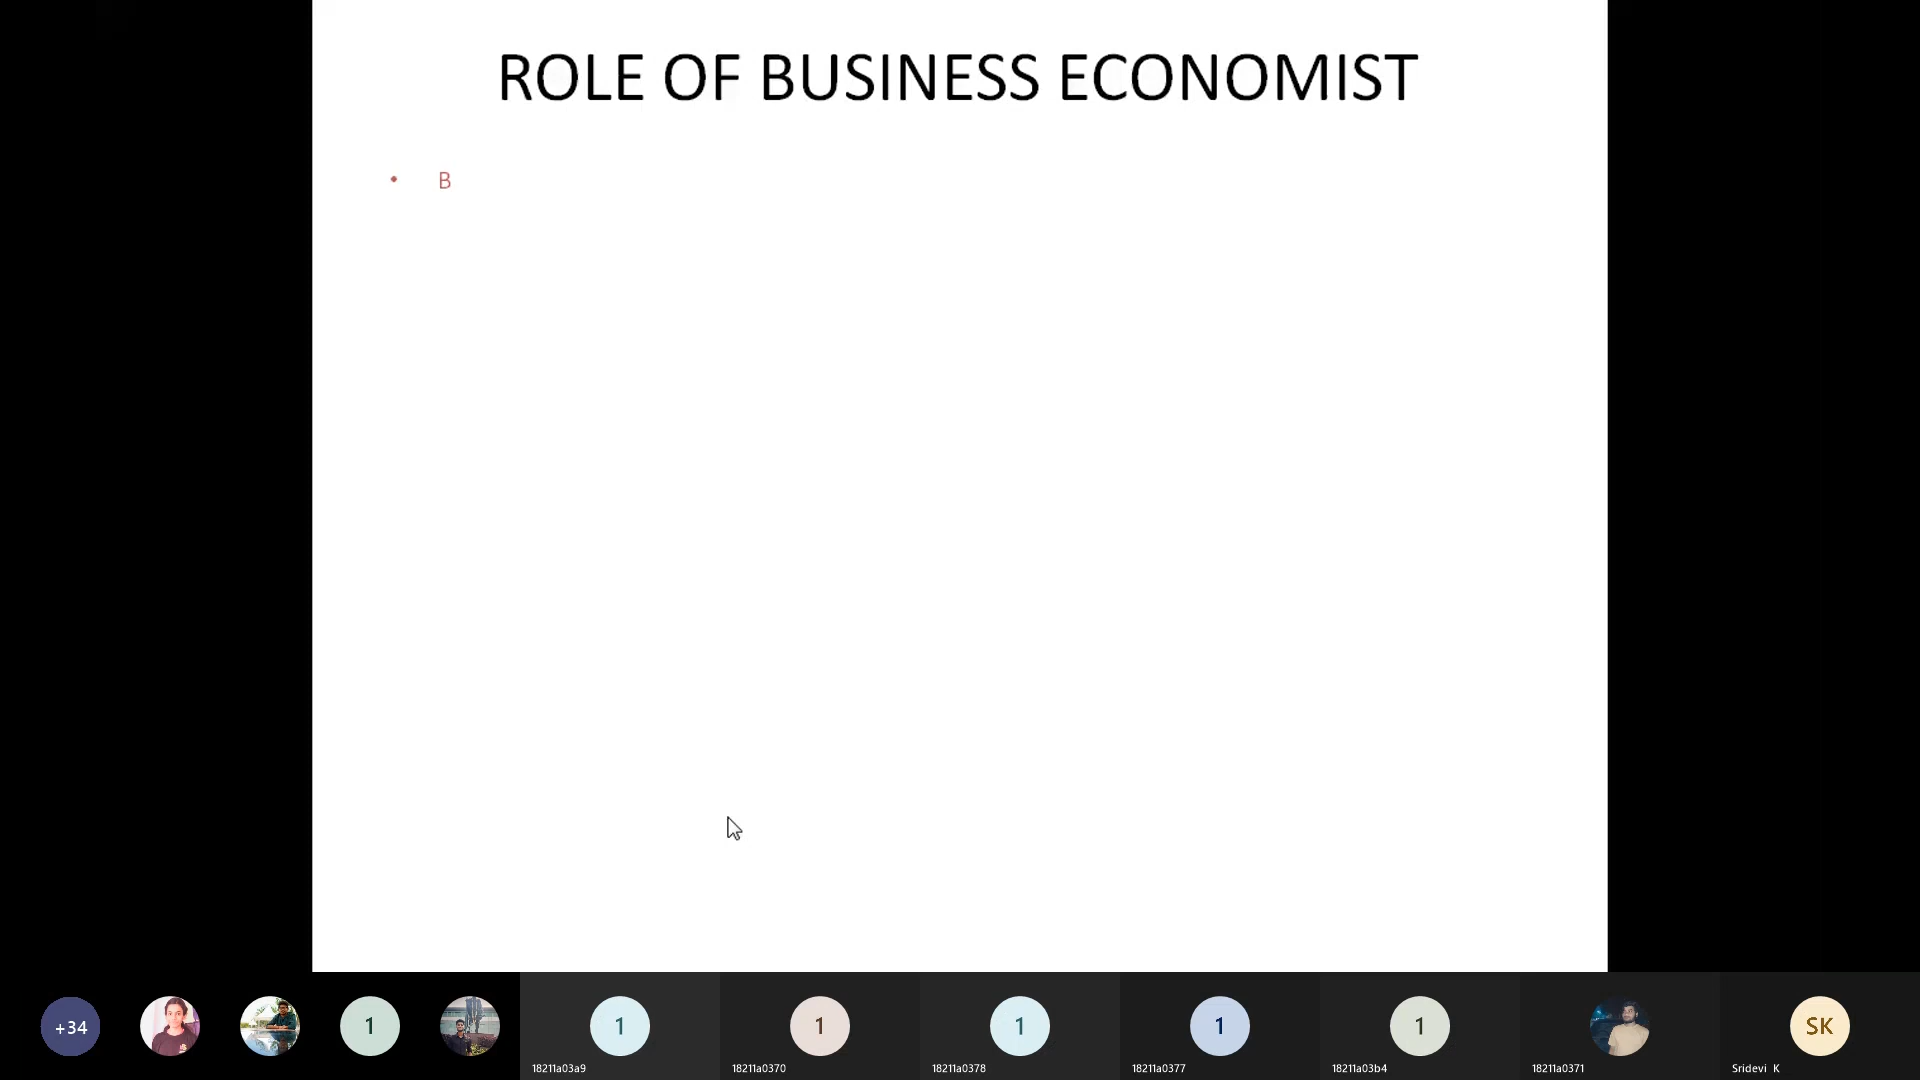 ROLE OF BUSINESS ECONOMIST
• B
+34
1
1
1
1
1
1
SK
18211a03a9
18211a0370
18211a0378
18211a0377
18211a03b4
18211a0371
Sridevi K